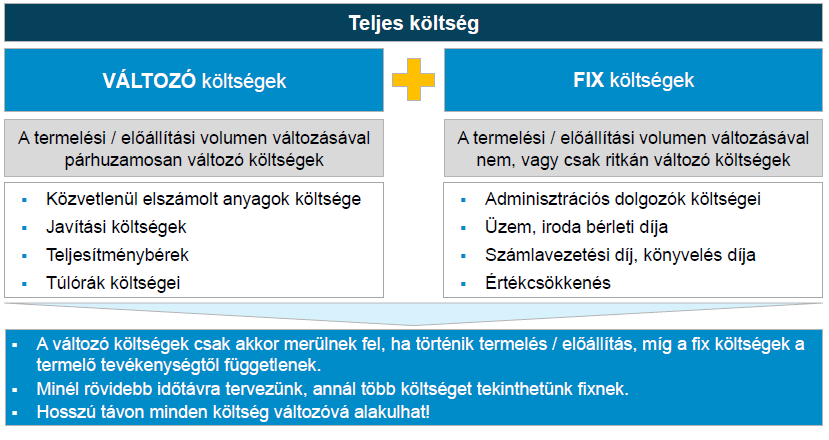 Teljes költség
VÁLTOZÓ költségek
FIX költségek
A termelési / előállítási volumen változásával
párhuzamosan változó költségek
A termelési / előállítási volumen változásával
nem, vagy csak ritkán változó költségek
▪ Közvetlenül elszámolt anyagok költsége
▪ Javítási költségek
▪ Teljesítménybérek
▪ Túlórák költségei
▪ Adminisztrációs dolgozók költségei
▪ Üzem, iroda bérleti díja
▪ Számlavezetési díj, könyvelés díja
▪ Értékcsökkenés
▪ A változó költségek csak akkor merülnek fel, ha történik termelés / előállítás, míg a fix költségek a
termelő tevékenységtől függetlenek.
▪ Minél rövidebb időtávra tervezünk, annál több költséget tekinthetünk fixnek.
▪ Hosszú távon minden költség változóvá alakulhat!